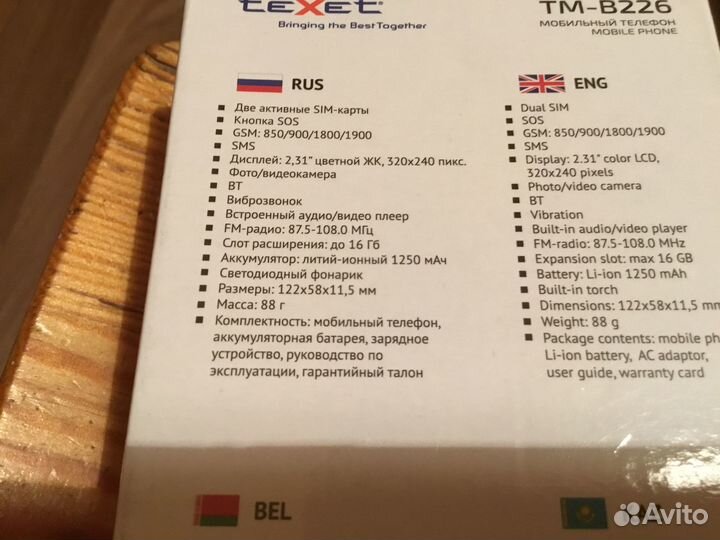 teXet®
Bringing the Best Together
TM-B226
МОБИЛЬНЫЙ ТЕЛЕФОН
MOBILE PHONE
RUS
Две активные SIM-карты
Кнопка SOS
GSM: 850/900/1800/1900
SMS
Дисплей: 2,31" цветной ЖК, 320x240 пикс.
Фото/видеокамера
BT
Виброзвонок
Встроенный аудио/видео плеер
FM-радио: 87.5-108.0 МГц
Слот расширения: до 16 Гб
Аккумулятор: литий-ионный 1250 мАч
Светодиодный фонарик
Размеры: 122x58x11,5 мм
Масса: 88 г
Комплектность: мобильный телефон,
аккумуляторная батарея, зарядное
устройство, руководство по
эксплуатации, гарантийный талон
ENG
Dual SIM
SOS
GSM: 850/900/1800/1900
SMS
Display: 2.31" color LCD,
320x240 pixels
Photo/video camera
BT
Vibration
Built-in audio/video player
FM-radio: 87.5-108.0 MHz
Expansion slot: max 16 GB
Battery: Li-ion 1250 mAh
Built-in torch
Dimensions: 122x58x11,5 mm
Weight: 88 g
Package contents: mobile ph
Li-ion battery, AC adaptor,
user guide, warranty card
BEL
Avito